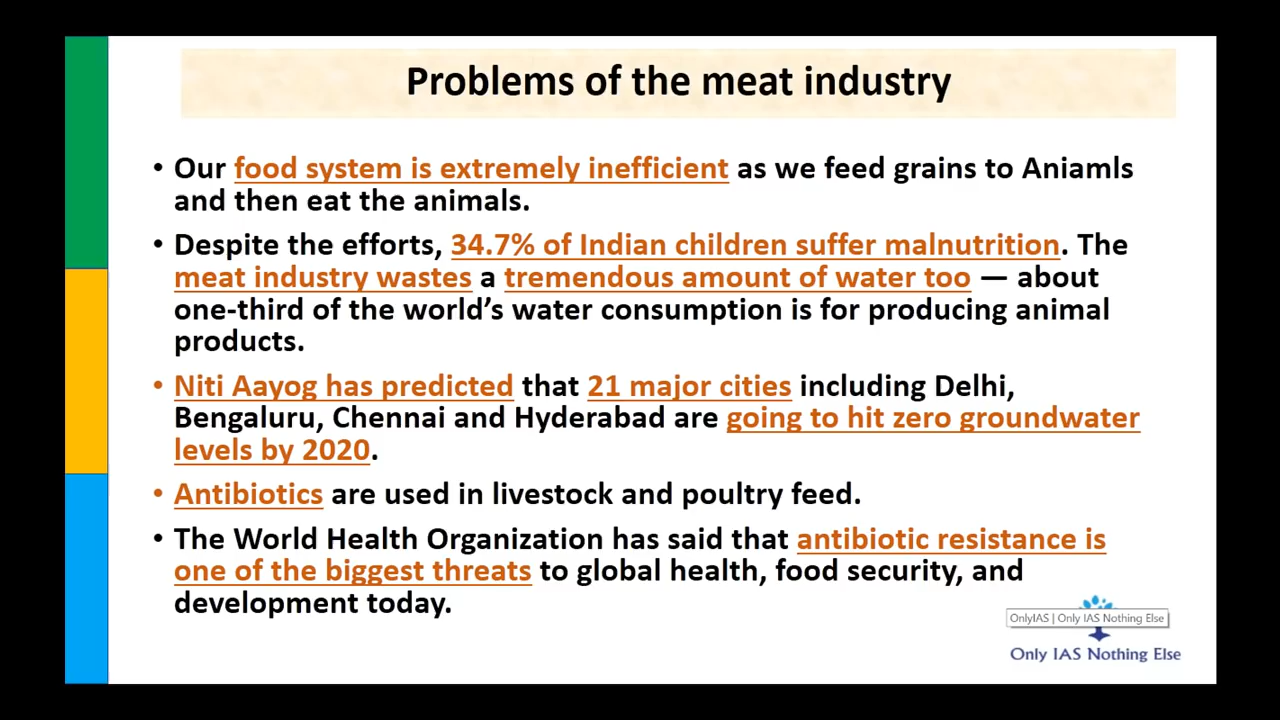 Problems of the meat industry
• Our food system is extremely inefficient as we feed grains to Aniamls
and then eat the animals.
• Despite the efforts, 34.7% of Indian children suffer malnutrition. The
meat industry wastes a tremendous amount of water too — about
one-third of the world’s water consumption is for producing animal
products.
• Niti Aayog has predicted that 21 major cities including Delhi,
Bengaluru, Chennai and Hyderabad are going to hit zero groundwater
levels by 2020.
• Antibiotics are used in livestock and poultry feed.
• The World Health Organization has said that antibiotic resistance is
one of the biggest threats to global health, food security, and
development today.
OnlyIAS | Only IAS Nothing Else
Only IAS Nothing Else